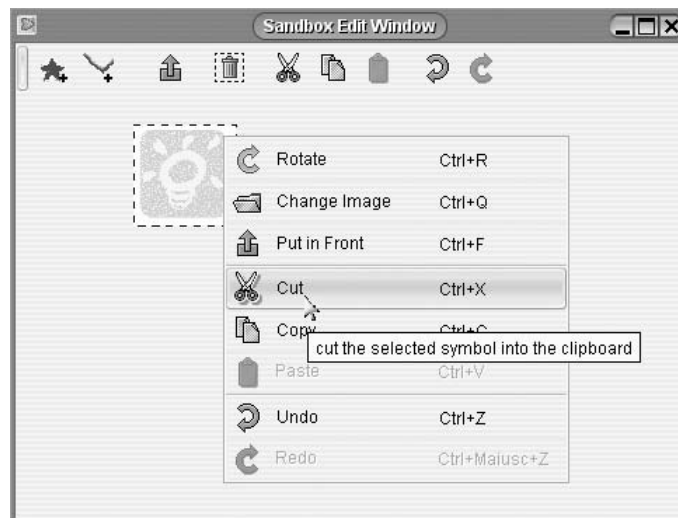 Sandbox Edit Window
Rotate Ctrl+R
Change Image Ctrl+Q
Put in Front Ctrl+F
Cut Ctrl+X
Copy Ctrl+C
cut the selected symbol into the clipboard
Paste Ctrl+V
Undo Ctrl+Z
Redo Ctrl+Maiusc+Z